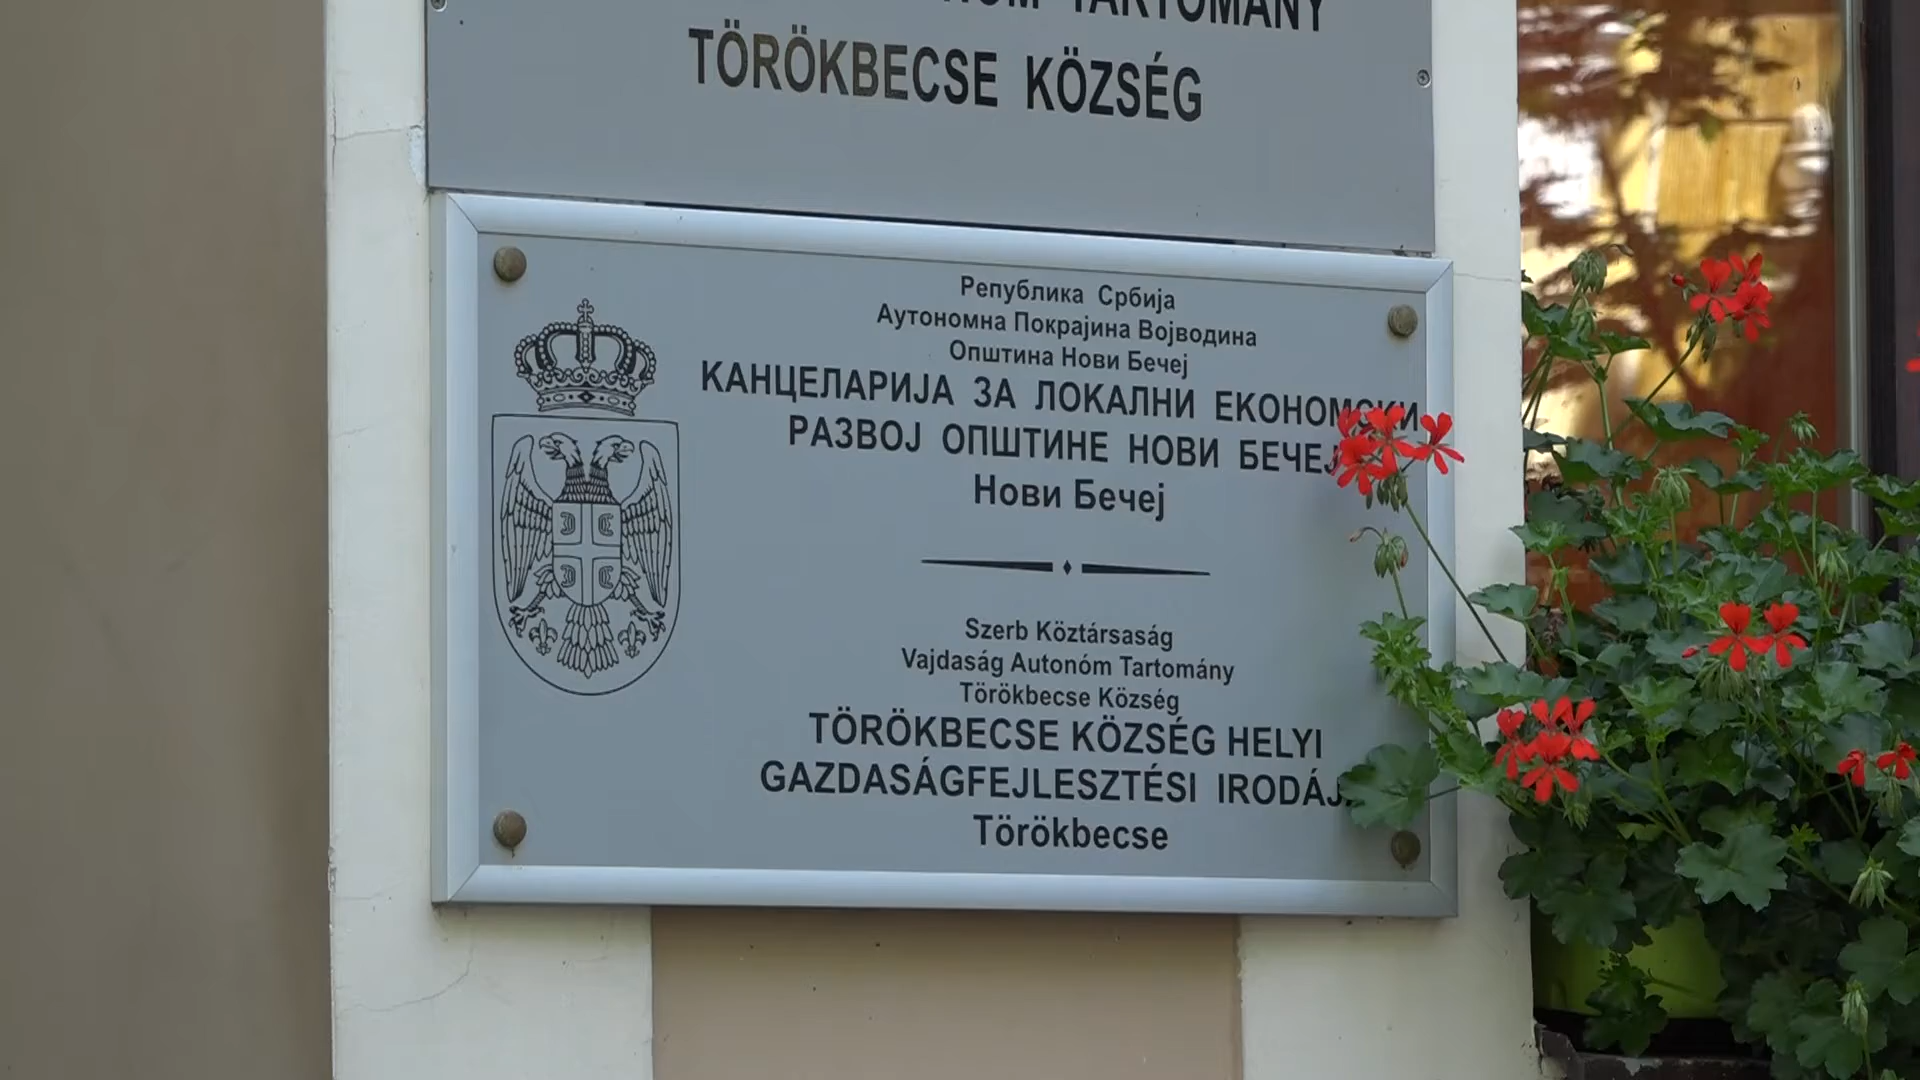 TARTOMÁNY
TÖRÖKBECSE KÖZSÉG
Република Србија
Аутономна Покрајина Војводина
Општина Нови Бечеј
КАНЦЕЛАРИЈА ЗА ЛОКАЛНИ ЕКОНОМСКИ
РАЗВОЈ ОПШТИНЕ НОВИ БЕЧЕЈ
Нови Бечеј
Szerb Köztársaság
Vajdaság Autonóm Tartomány
Törökbecse Község
TÖRÖKBECSE KÖZSÉG HELYI
GAZDASÁGFEJLESZTÉSI IRODÁJA
Törökbecse